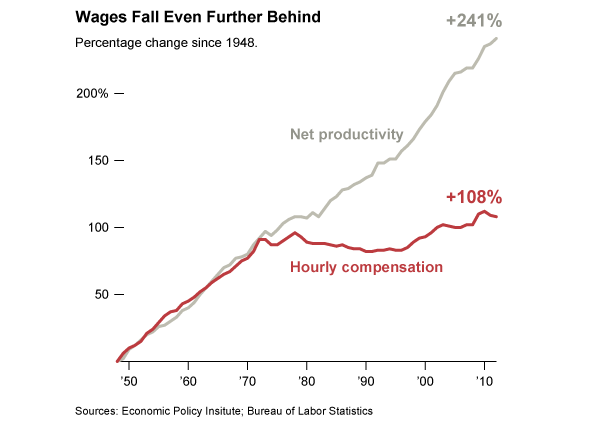 Wages Fall Even Further Behind
Percentage change since 1948.
+241%
200%
Net productivity
150
+108%
100
Hourly compensation
50
'50 '60 '70 '80 '90 '00 '10
Sources: Economic Policy Insitute; Bureau of Labor Statistics